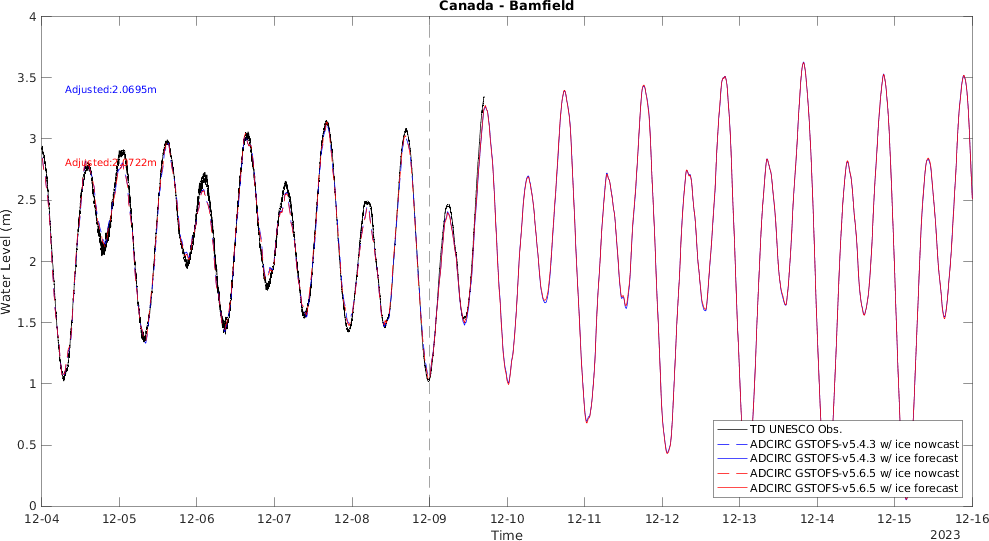 Canada - Bamfield
4
3.5
3
2.5
2
1.5
1
0.5
0
Water Level (m)
Adjusted:2.0695m
Adjusted:2.0722m
TD UNESCO Obs.
ADCIRC GSTOFS-v5.4.3 w/ ice nowcast
ADCIRC GSTOFS-v5.4.3 w/ ice forecast
ADCIRC GSTOFS-v5.6.5 w/ ice nowcast
ADCIRC GSTOFS-v5.6.5 w/ ice forecast
12-04 12-05 12-06 12-07 12-08 12-09 12-10 12-11 12-12 12-13 12-14 12-15 12-16
Time
2023